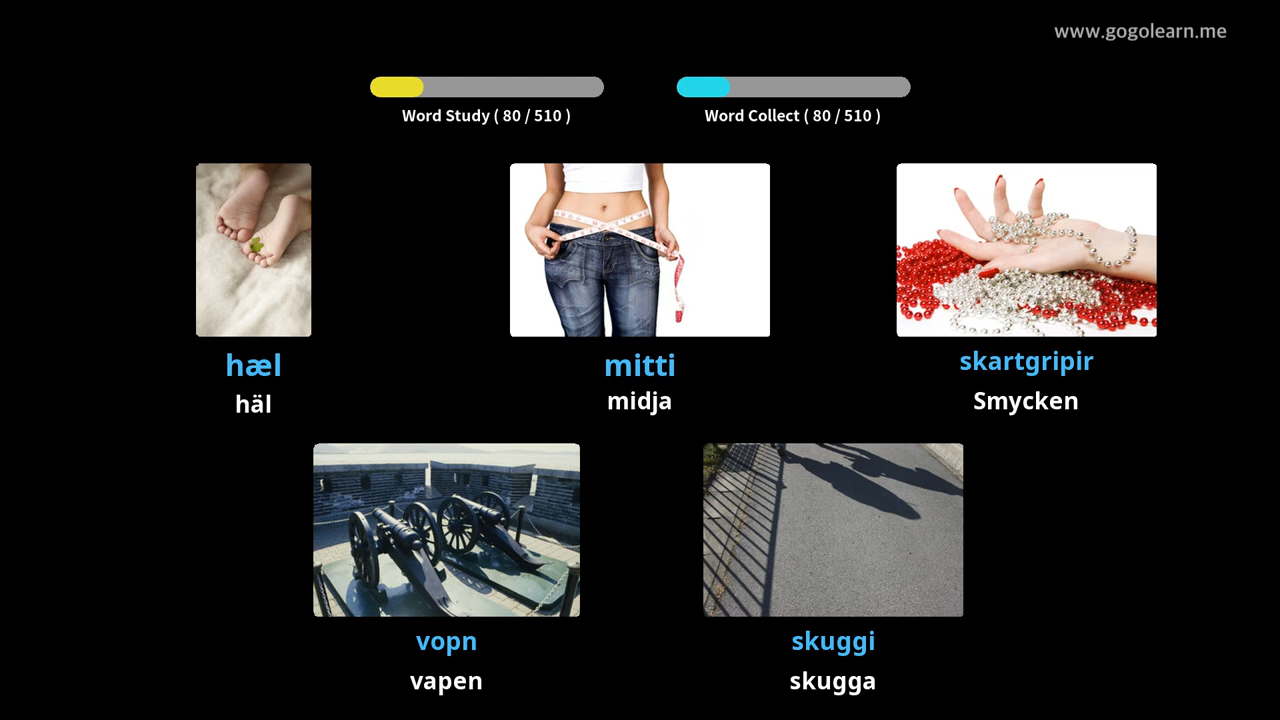 www.gogolearn.me
Word Study ( 80 / 510 )
Word Collect ( 80 / 510 )
hæl
häl
mitti
midja
skartgripir
Smycken
vopn
vapen
skuggi
skugga